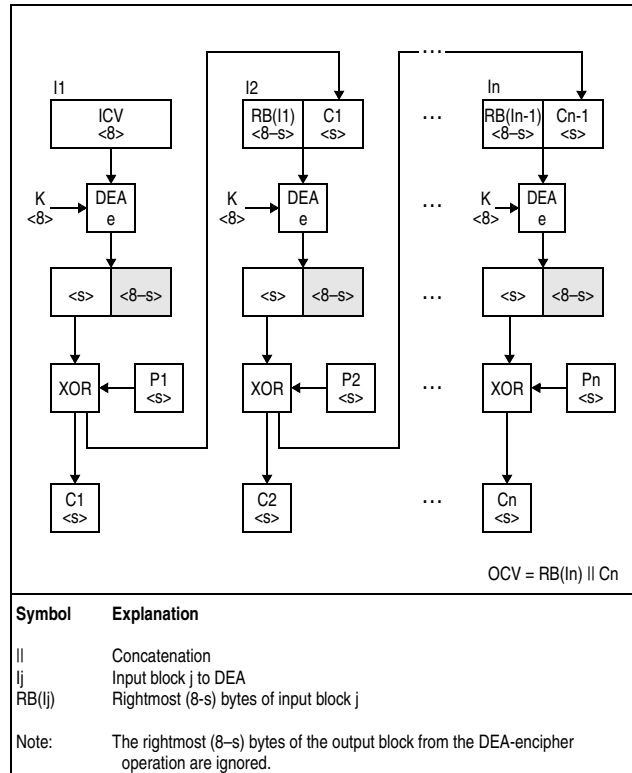 ...
I1 I2 In
ICV RB(I1) C1 RB(In-1) Cn-1
<8> <8–s> <s> ... <8–s> <s>
K DEA K DEA K DEA
<8> e <8> e ... <8> e
<s> <8–s> <s> <8–s> ... <s> <8–s>
XOR P1 XOR P2 ... XOR Pn
<s> <s> <s>
C1 C2 ... Cn
<s> <s> <s>
OCV = RB(In) || Cn
Symbol Explanation
|| Concatenation
Ij Input block j to DEA
RB(Ij) Rightmost (8-s) bytes of input block j
Note: The rightmost (8–s) bytes of the output block from the DEA-encipher
operation are ignored.